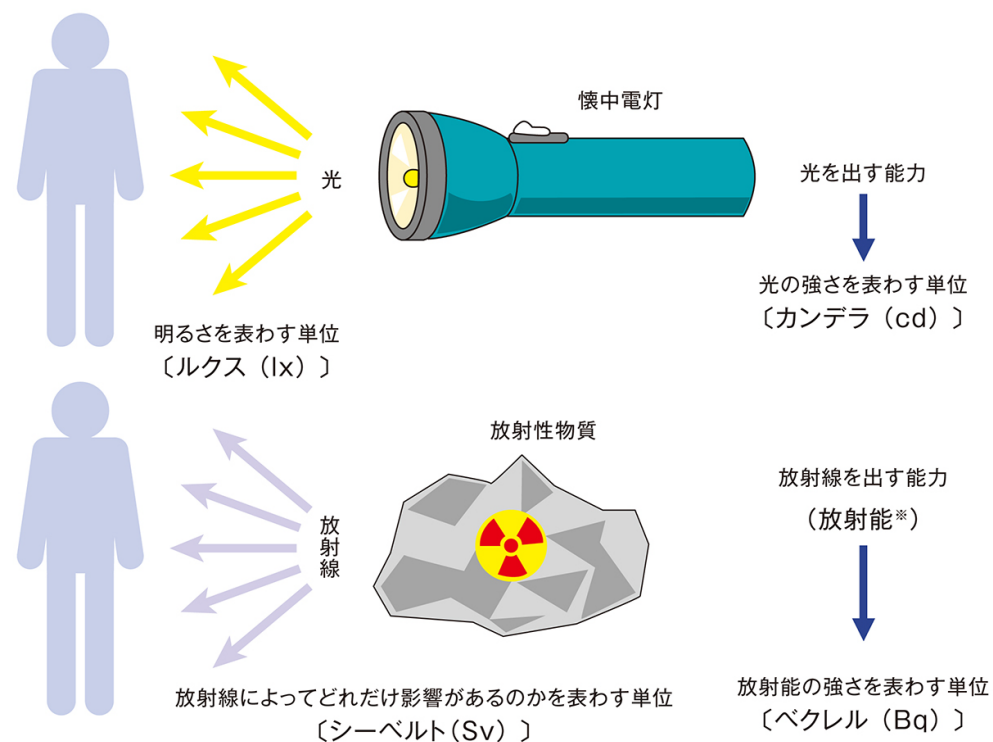 懐中電灯
光
光を出す能力
光の強さを表わす単位
〔カンデラ（cd）〕
明るさを表わす単位
〔ルクス（lx）〕
放射性物質
放射線
放射線を出す能力
（放射能※）
放射線によってどれだけ影響があるのかを表わす単位
〔シーベルト（Sv）〕
放射能の強さを表わす単位
〔ベクレル（Bq）〕